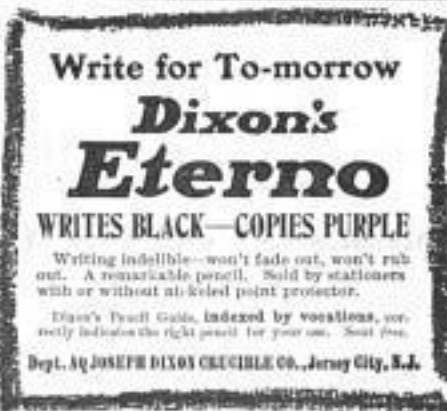 Write for To-morrow
Dixon's
Eterno
WRITES BLACK—COPIES PURPLE
Writing indelible—won't fade out, won't rub
out. A remarkable pencil. Sold by stationers
with or without nickeled point protector.
Dixon's Pencil Guide, indexed by vocations, cor-
rectly indicates the right pencil for your use. Sent free.
Dept. AQ JOSEPH DIXON CRUCIBLE CO., Jersey City, N.J.